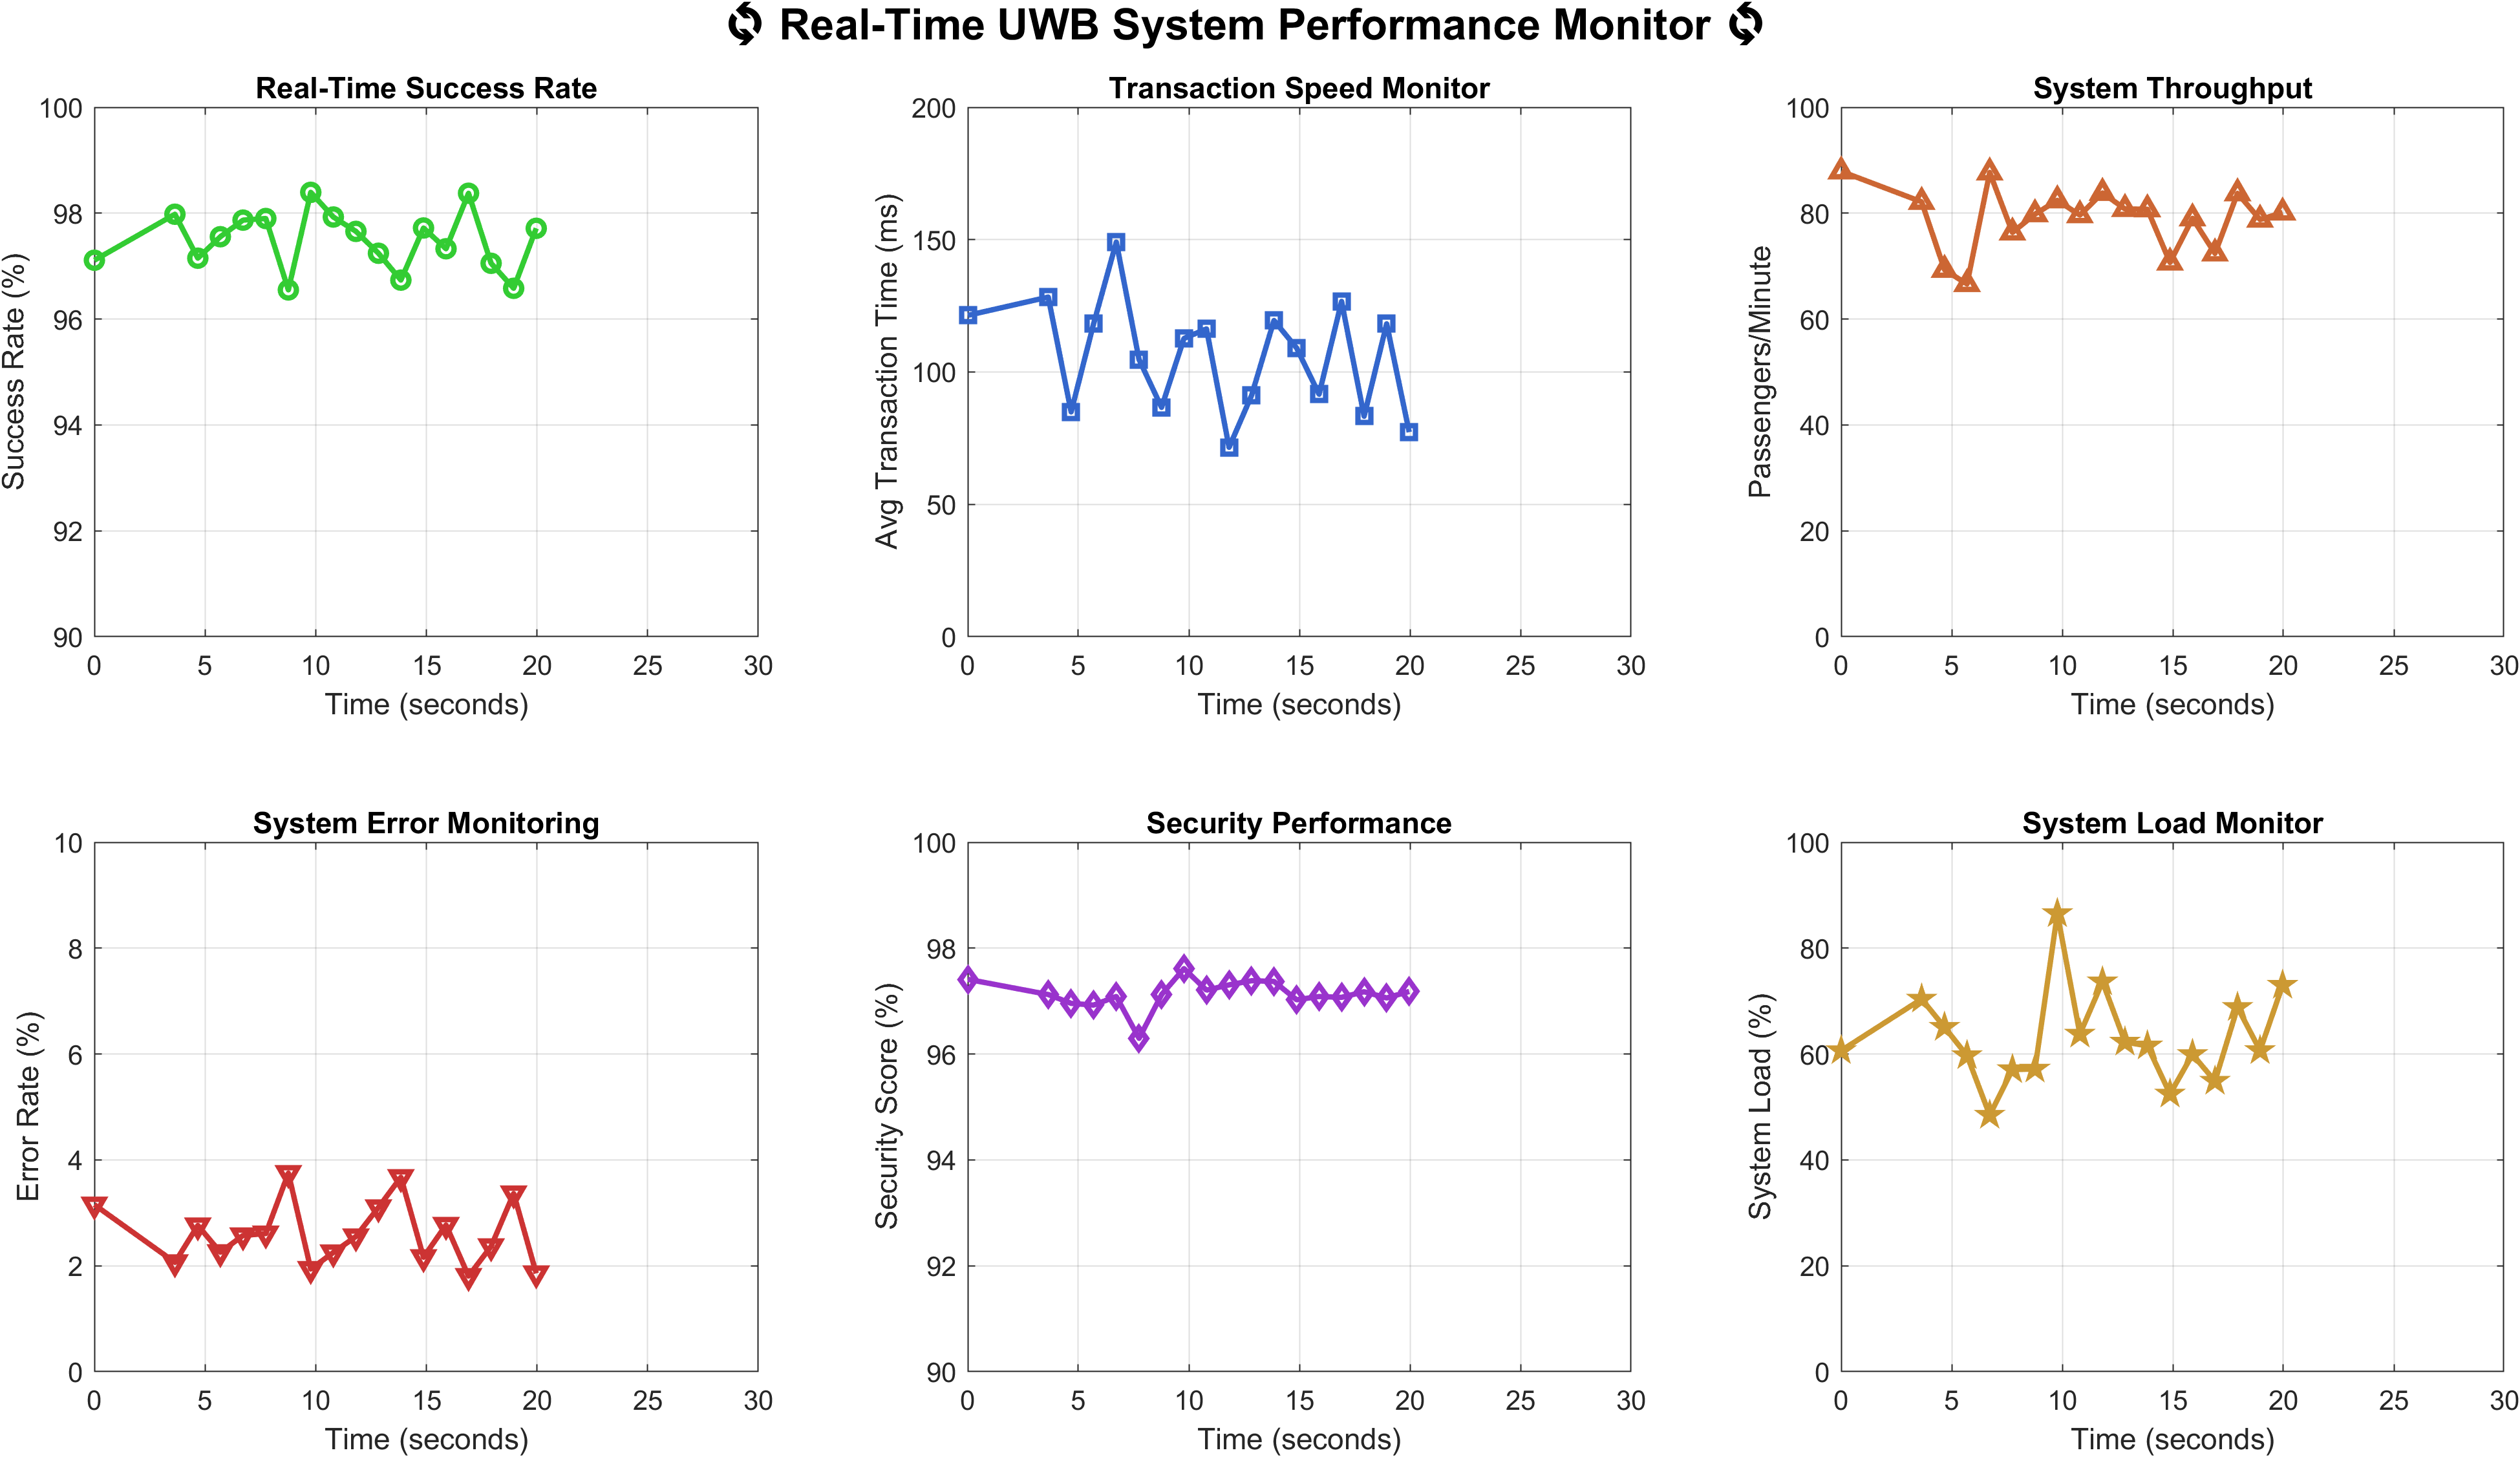 🗘 Real-Time UWB System Performance Monitor 🗘
Real-Time Success Rate
100
98
96
94
92
90
Success Rate (%)
0 5 10 15 20 25 30
Time (seconds)
Transaction Speed Monitor
200
150
100
50
0
Avg Transaction Time (ms)
0 5 10 15 20 25 30
Time (seconds)
System Throughput
100
80
60
40
20
0
Passengers/Minute
0 5 10 15 20 25 30
Time (seconds)
System Error Monitoring
10
8
6
4
2
0
Error Rate (%)
0 5 10 15 20 25 30
Time (seconds)
Security Performance
100
98
96
94
92
90
Security Score (%)
0 5 10 15 20 25 30
Time (seconds)
System Load Monitor
100
80
60
40
20
0
System Load (%)
0 5 10 15 20 25 30
Time (seconds)